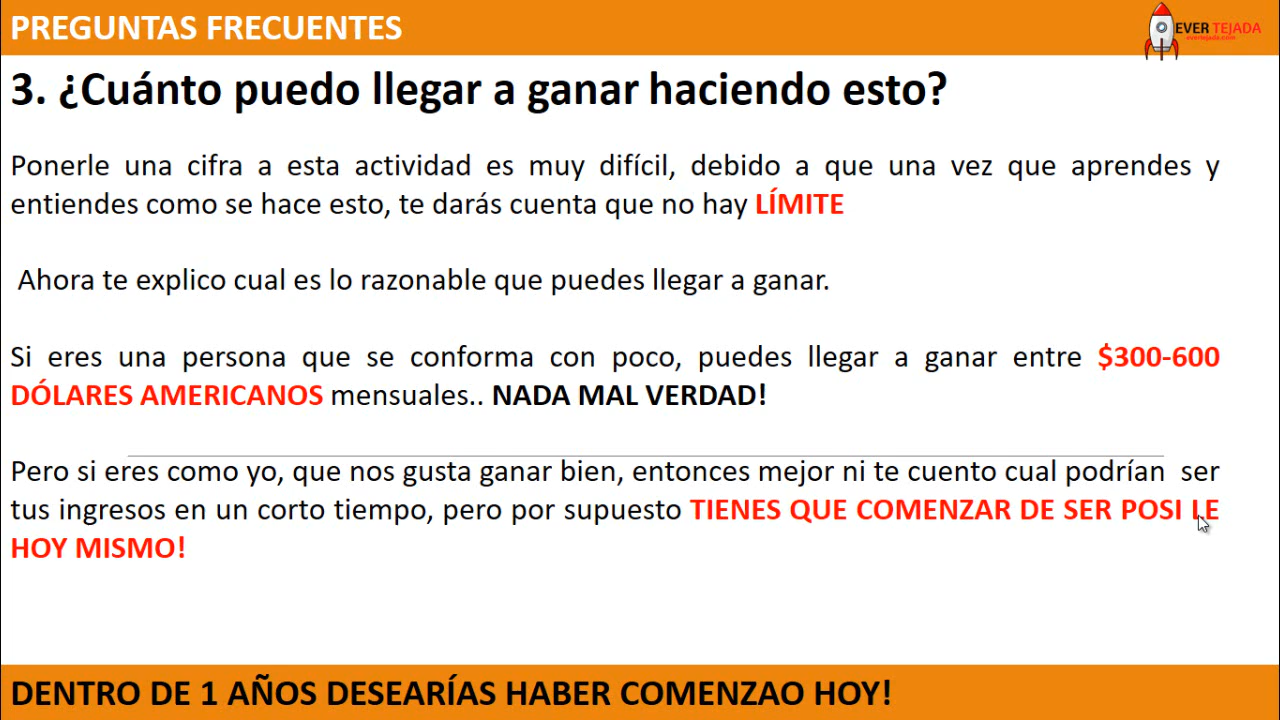 PREGUNTAS FRECUENTES
EVER TEJADA
evertejada.com
3. ¿Cuánto puedo llegar a ganar haciendo esto?
Ponerle una cifra a esta actividad es muy difícil, debido a que una vez que aprendes y
entiendes como se hace esto, te darás cuenta que no hay LÍMITE
Ahora te explico cual es lo razonable que puedes llegar a ganar.
Si eres una persona que se conforma con poco, puedes llegar a ganar entre $300-600
DÓLARES AMERICANOS mensuales.. NADA MAL VERDAD!
Pero si eres como yo, que nos gusta ganar bien, entonces mejor ni te cuento cual podrían ser
tus ingresos en un corto tiempo, pero por supuesto TIENES QUE COMENZAR DE SER POSI LE
HOY MISMO!
DENTRO DE 1 AÑOS DESEARÍAS HABER COMENZAO HOY!